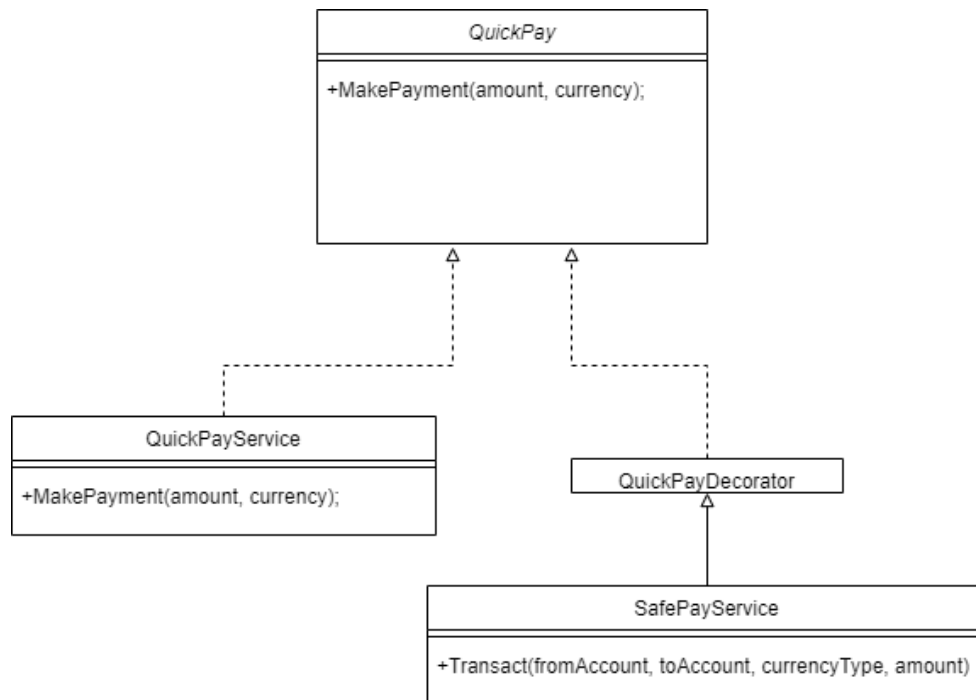 QuickPay
+MakePayment(amount, currency);
QuickPayService
+MakePayment(amount, currency);
QuickPayDecorator
SafePayService
+Transact(fromAccount, toAccount, currencyType, amount)